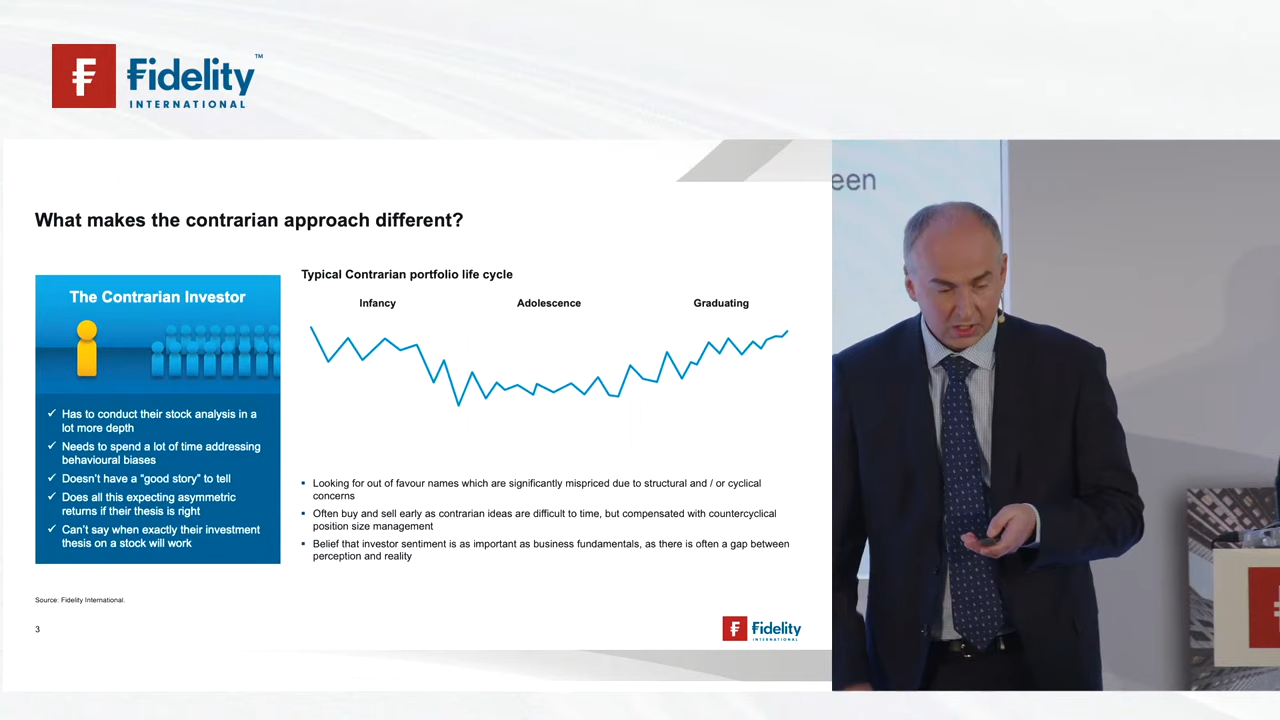 Fidelity™
INTERNATIONAL
What makes the contrarian approach different?
The Contrarian Investor
✓ Has to conduct their stock analysis in a
lot more depth
✓ Needs to spend a lot of time addressing
behavioural biases
✓ Doesn't have a “good story” to tell
✓ Does all this expecting asymmetric
returns if their thesis is right
✓ Can't say when exactly their investment
thesis on a stock will work
Typical Contrarian portfolio life cycle
Infancy Adolescence Graduating
▪ Looking for out of favour names which are significantly mispriced due to structural and / or cyclical
concerns
▪ Often buy and sell early as contrarian ideas are difficult to time, but compensated with countercyclical
position size management
▪ Belief that investor sentiment is as important as business fundamentals, as there is often a gap between
perception and reality
Source: Fidelity International.
3
Fidelity
INTERNATIONAL
een